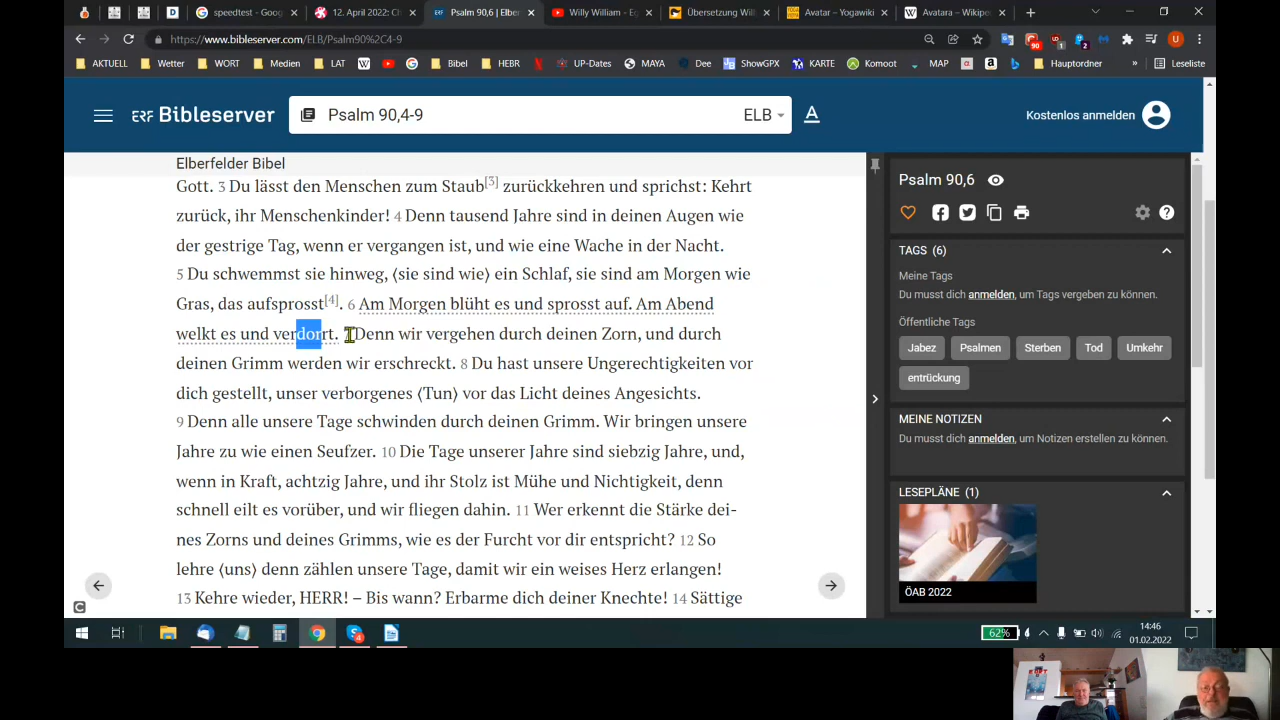 speedtest - Goog
12. April 2022: Ch
Psalm 90,6 | Elber
Willy William - Eg
Übersetzung Will
Avatar – Yogawiki
Avatara – Wikipe
https://www.bibleserver.com/ELB/Psalm90%2C4-9
AKTUELL
Wetter
WORT
Medien
LAT
Bibel
HEBR
UP-Dates
MAYA
Dee
ShowGPX
KARTE
Komoot
MAP
Hauptordner
»
Leseliste
ERF Bibleserver
Psalm 90,4-9
ELB
Kostenlos anmelden
Elberfelder Bibel
Gott. 3 Du lässt den Menschen zum Staub[3] zurückkehren und sprichst: Kehrt
zurück, ihr Menschenkinder! 4 Denn tausend Jahre sind in deinen Augen wie
der gestrige Tag, wenn er vergangen ist, und wie eine Wache in der Nacht.
5 Du schwemmst sie hinweg, ⟨sie sind wie⟩ ein Schlaf, sie sind am Morgen wie
Gras, das aufsprosst[4]. 6 Am Morgen blüht es und sprosst auf. Am Abend
welkt es und verdorrt. 7 Denn wir vergehen durch deinen Zorn, und durch
deinen Grimm werden wir erschreckt. 8 Du hast unsere Ungerechtigkeiten vor
dich gestellt, unser verborgenes ⟨Tun⟩ vor das Licht deines Angesichts.
9 Denn alle unsere Tage schwinden durch deinen Grimm. Wir bringen unsere
Jahre zu wie einen Seufzer. 10 Die Tage unserer Jahre sind siebzig Jahre, und,
wenn in Kraft, achtzig Jahre, und ihr Stolz ist Mühe und Nichtigkeit, denn
schnell eilt es vorüber, und wir fliegen dahin. 11 Wer erkennt die Stärke dei-
nes Zorns und deines Grimms, wie es der Furcht vor dir entspricht? 12 So
lehre ⟨uns⟩ denn zählen unsere Tage, damit wir ein weises Herz erlangen!
13 Kehre wieder, HERR! – Bis wann? Erbarme dich deiner Knechte! 14 Sättige
Psalm 90,6
TAGS (6)
Meine Tags
Du musst dich anmelden, um Tags vergeben zu können.
Öffentliche Tags
Jabez
Psalmen
Sterben
Tod
Umkehr
entrückung
MEINE NOTIZEN
Du musst dich anmelden, um Notizen erstellen zu können.
LESEPLÄNE (1)
ÖAB 2022
62%
14:46
01.02.2022